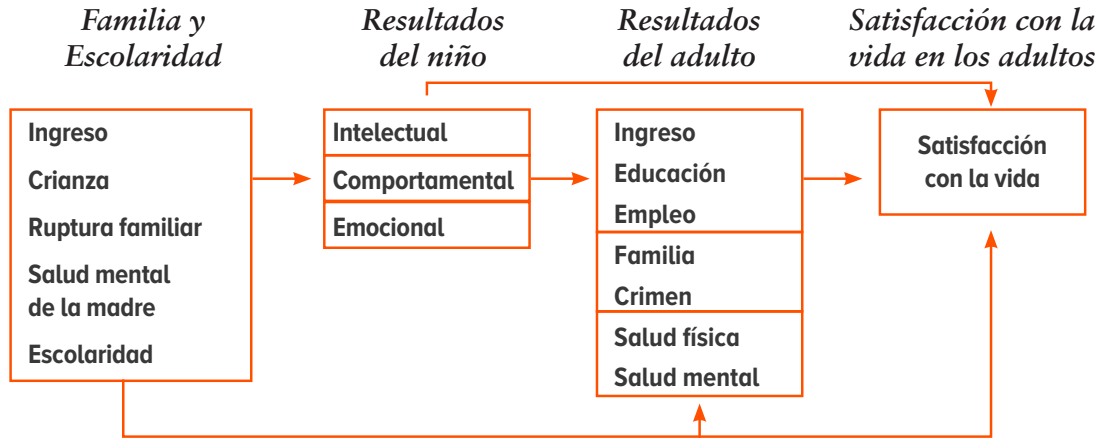 Familia y
Escolaridad
Resultados
del niño
Resultados
del adulto
Satisfacción con la
vida en los adultos
Ingreso
Crianza
Ruptura familiar
Salud mental
de la madre
Escolaridad
Intelectual
Comportamental
Emocional
Ingreso
Educación
Empleo
Familia
Crimen
Salud física
Salud mental
Satisfacción
con la vida